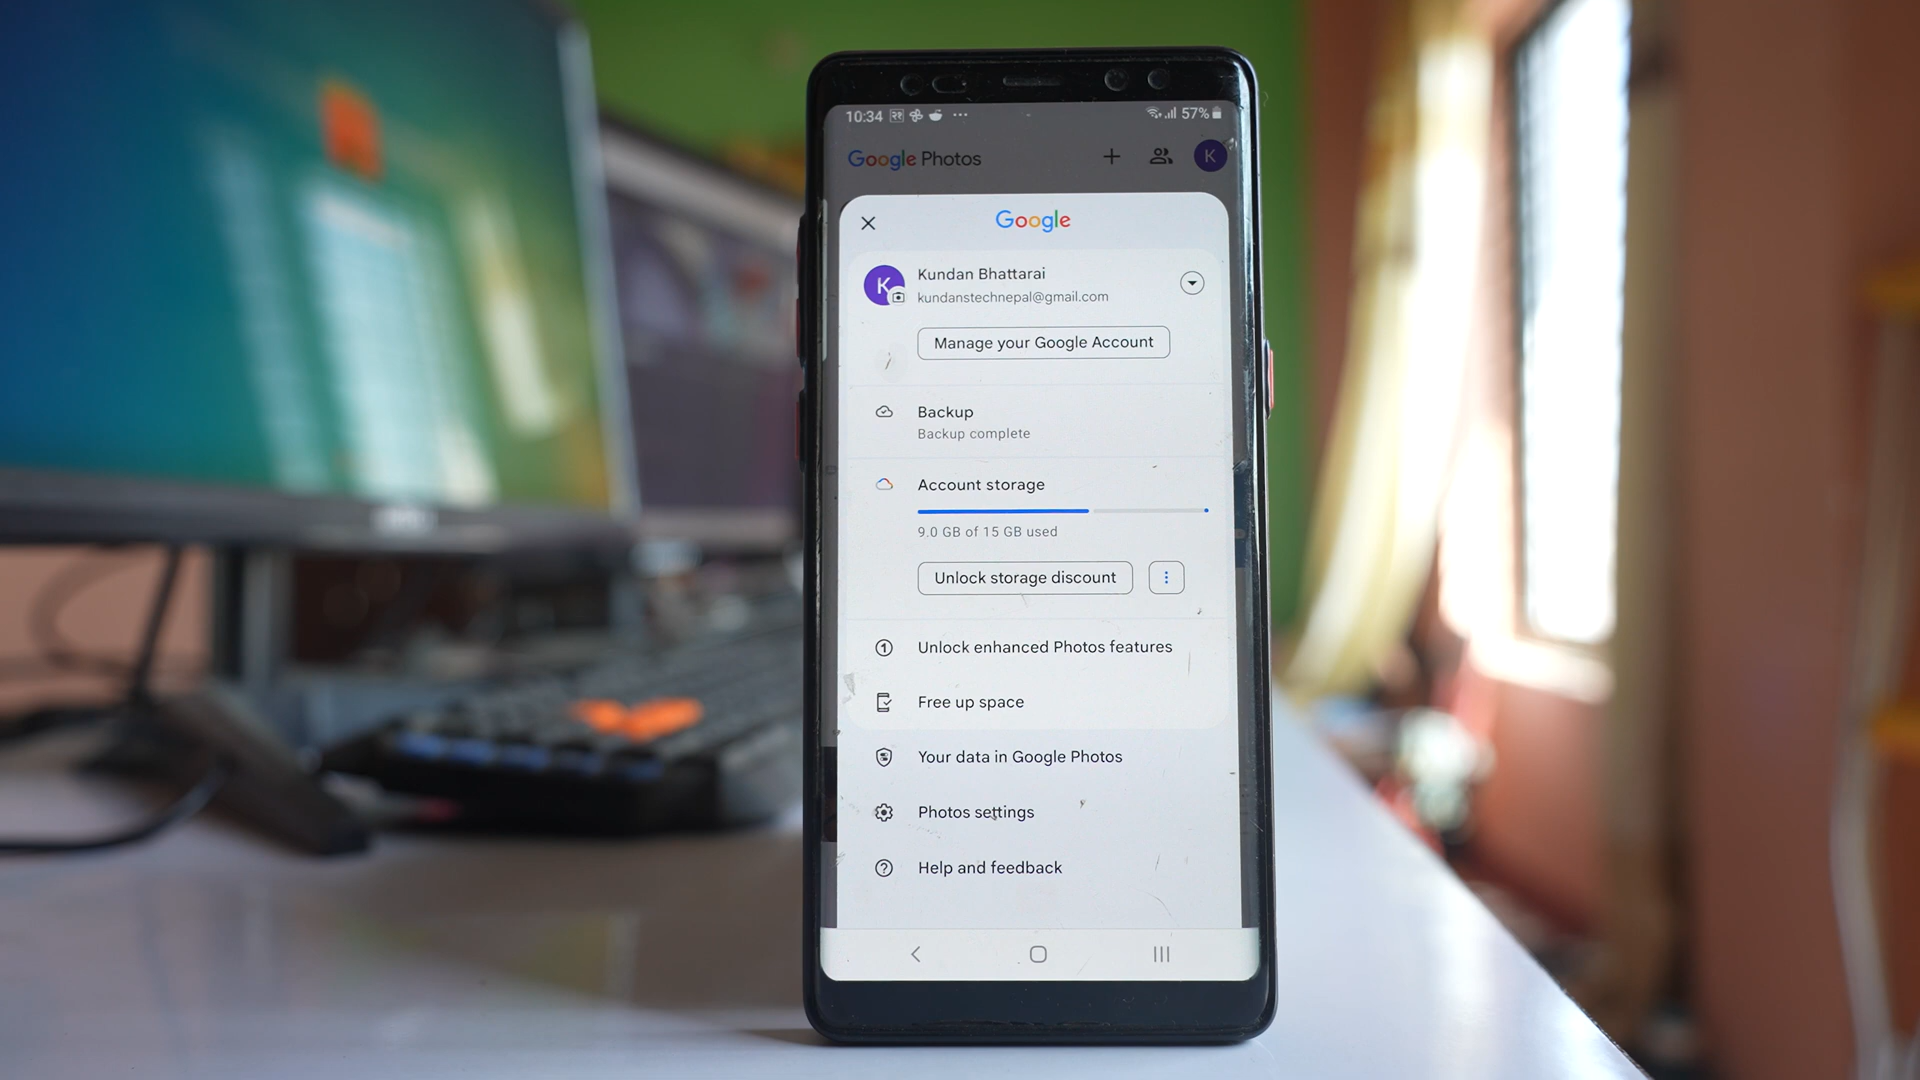 10:34 २१ 57%
Google Photos K
Google
K Kundan Bhattarai
kundanstechnepal@gmail.com
Manage your Google Account
Backup
Backup complete
Account storage
9.0 GB of 15 GB used
Unlock storage discount
1 Unlock enhanced Photos features
Free up space
Your data in Google Photos
Photos settings
? Help and feedback